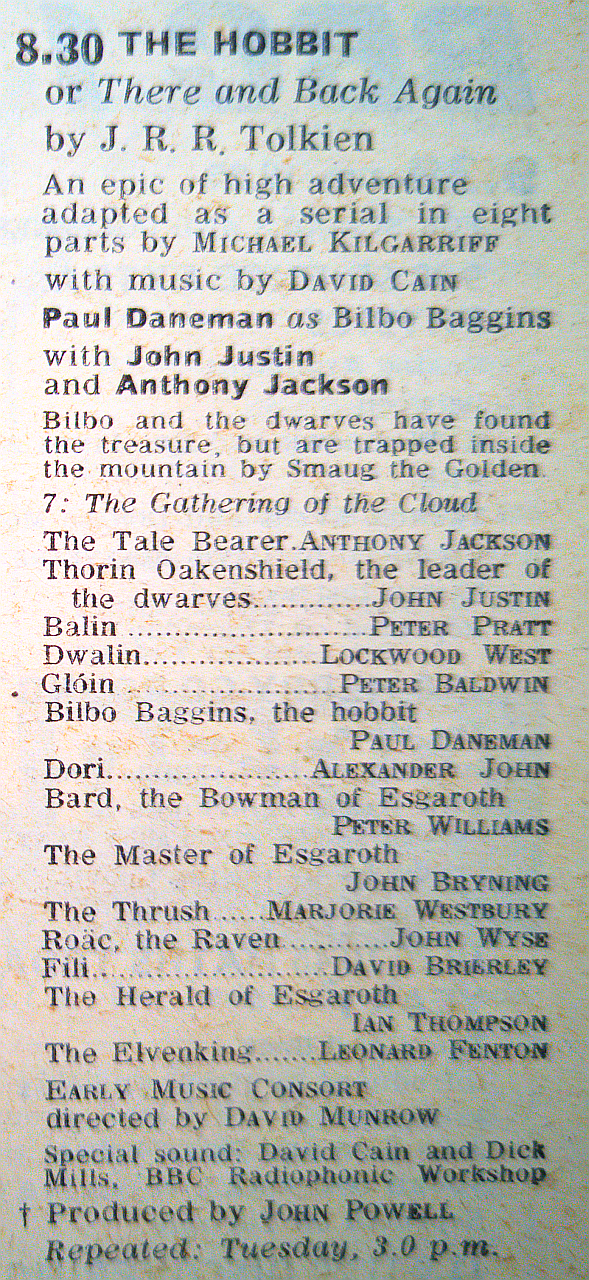 8.30 THE HOBBIT
or There and Back Again
by J. R. R. Tolkien
An epic of high adventure
adapted as a serial in eight
parts by MICHAEL KILGARRIFF
with music by DAVID CAIN
Paul Daneman as Bilbo Baggins
with John Justin
and Anthony Jackson
Bilbo and the dwarves have found
the treasure, but are trapped inside
the mountain by Smaug the Golden.
7: The Gathering of the Cloud
The Tale Bearer.ANTHONY JACKSON
Thorin Oakenshield, the leader of
the dwarves.............JOHN JUSTIN
Balin .........................PETER PRATT
Dwalin...................LOCKWOOD WEST
Glóin ......................PETER BALDWIN
Bilbo Baggins, the hobbit
PAUL DANEMAN
Dori......................ALEXANDER JOHN
Bard, the Bowman of Esgaroth
PETER WILLIAMS
The Master of Esgaroth
JOHN BRYNING
The Thrush.....MARJORIE WESTBURY
Roäc, the Raven...........JOHN WYSE
Fili.........................DAVID BRIERLEY
The Herald of Esgaroth
IAN THOMPSON
The Elvenking.......LEONARD FENTON
EARLY MUSIC CONSORT
directed by DAVID MUNROW
Special sound: David Cain and Dick
Mills, BBC Radiophonic Workshop
† Produced by JOHN POWELL
Repeated: Tuesday, 3.0 p.m.